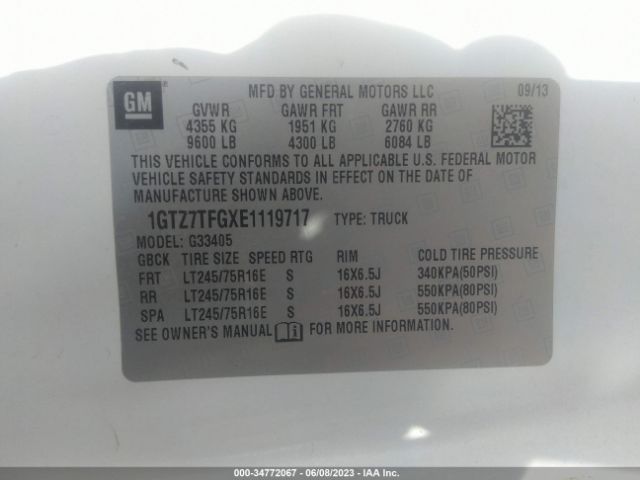 GM
MFD BY GENERAL MOTORS LLC 09/13
GVWR GAWR FRT GAWR RR
4355 KG 1951 KG 2760 KG
9600 LB 4300 LB 6084 LB
THIS VEHICLE CONFORMS TO ALL APPLICABLE U.S. FEDERAL MOTOR
VEHICLE SAFETY STANDARDS IN EFFECT ON THE DATE OF
MANUFACTURE SHOWN ABOVE.
1GTZ7TFGXE1119717 TYPE: TRUCK
MODEL: G33405
GBCK TIRE SIZE SPEED RTG RIM COLD TIRE PRESSURE
FRT LT245/75R16E S 16X6.5J 340KPA(50PSI)
RR LT245/75R16E S 16X6.5J 550KPA(80PSI)
SPA LT245/75R16E S 16X6.5J 550KPA(80PSI)
SEE OWNER'S MANUAL FOR MORE INFORMATION.
000-34772067 - 06/08/2023 - IAA Inc.